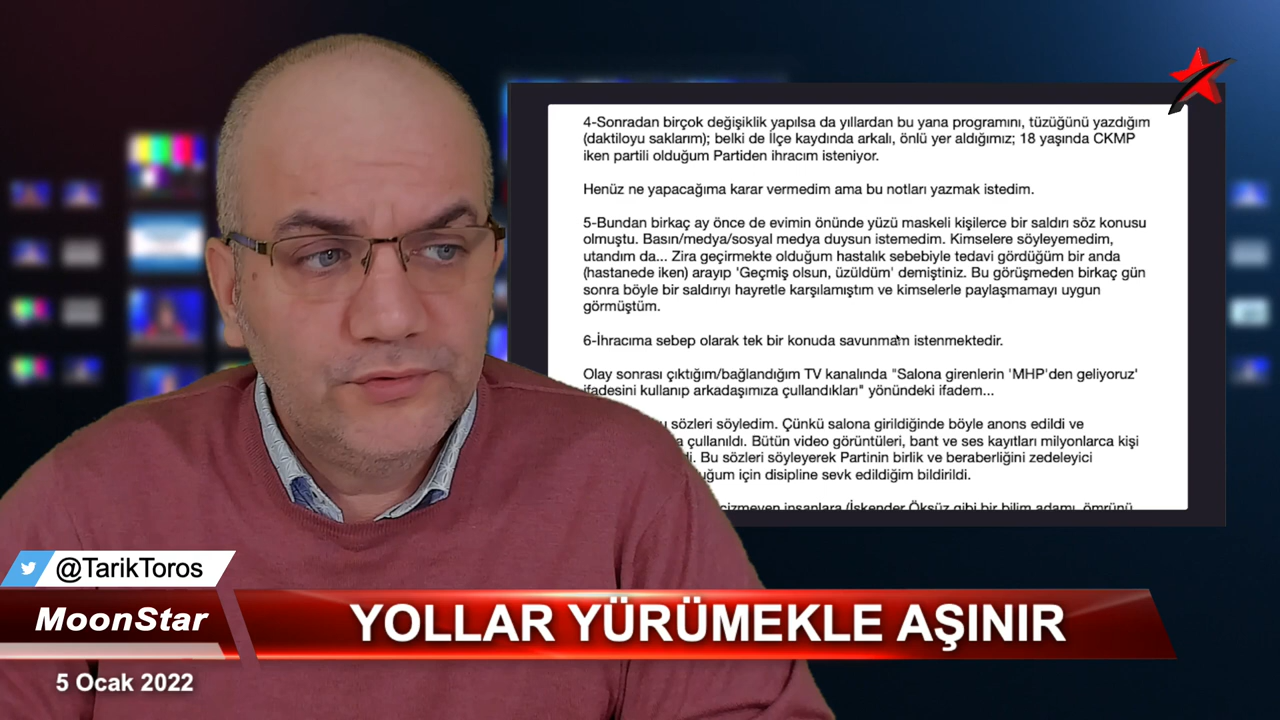 4-Sonradan birçok değişiklik yapılsa da yıllardan bu yana programını, tüzüğünü yazdığım
(daktiloyu saklarım); belki de İlçe kaydında arkalı, önlü yer aldığımız; 18 yaşında CKMP
iken partili olduğum Partiden ihracım isteniyor.
Henüz ne yapacağıma karar vermedim ama bu notları yazmak istedim.
5-Bundan birkaç ay önce de evimin önünde yüzü maskeli kişilerce bir saldırı söz konusu
olmuştu. Basın/medya/sosyal medya duysun istemedim. Kimselere söyleyemedim,
utandım da... Zira geçirmekte olduğum hastalık sebebiyle tedavi gördüğüm bir anda
(hastanede iken) arayıp 'Geçmiş olsun, üzüldüm' demiştiniz. Bu görüşmeden birkaç gün
sonra böyle bir saldırıyı hayretle karşılamıştım ve kimselerle paylaşmamayı uygun
görmüştüm.
6-İhracıma sebep olarak tek bir konuda savunmam istenmektedir.
Olay sonrası çıktığım/bağlandığım TV kanalında "Salona girenlerin 'MHP'den geliyoruz'
ifadesini kullanıp arkadaşımıza çullandıkları" yönündeki ifadem...
sözleri söyledim. Çünkü salona girildiğinde böyle anons edildi ve
çullanıldı. Bütün video görüntüleri, bant ve ses kayıtları milyonlarca kişi
Bu sözleri söyleyerek Partinin birlik ve beraberliğini zedeleyici
için disipline sevk edildiğim bildirildi.
insanlara (İskender Öksüz gibi bir bilim adamı, ömrünü
@TarikToros
MoonStar
YOLLAR YÜRÜMEKLE AŞINIR
5 Ocak 2022